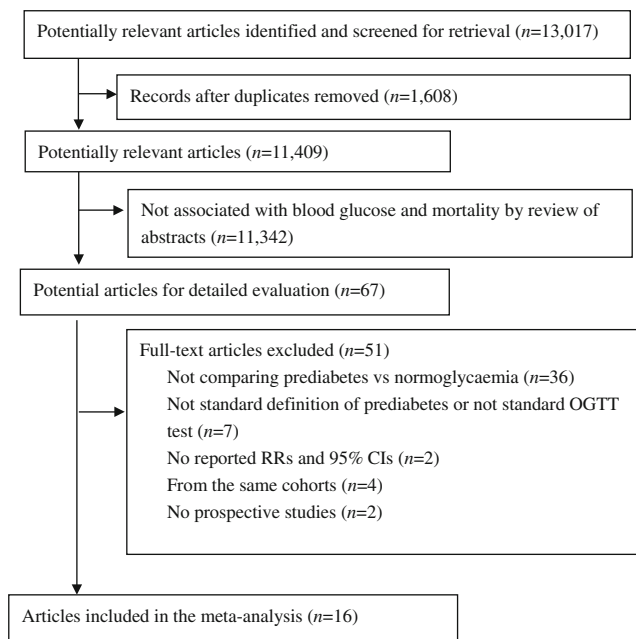 Potentially relevant articles identified and screened for retrieval (n=13,017)
Records after duplicates removed (n=1,608)
Potentially relevant articles (n=11,409)
Not associated with blood glucose and mortality by review of
abstracts (n=11,342)
Potential articles for detailed evaluation (n=67)
Full-text articles excluded (n=51)
Not comparing prediabetes vs normoglycaemia (n=36)
Not standard definition of prediabetes or not standard OGTT
test (n=7)
No reported RRs and 95% CIs (n=2)
From the same cohorts (n=4)
No prospective studies (n=2)
Articles included in the meta-analysis (n=16)